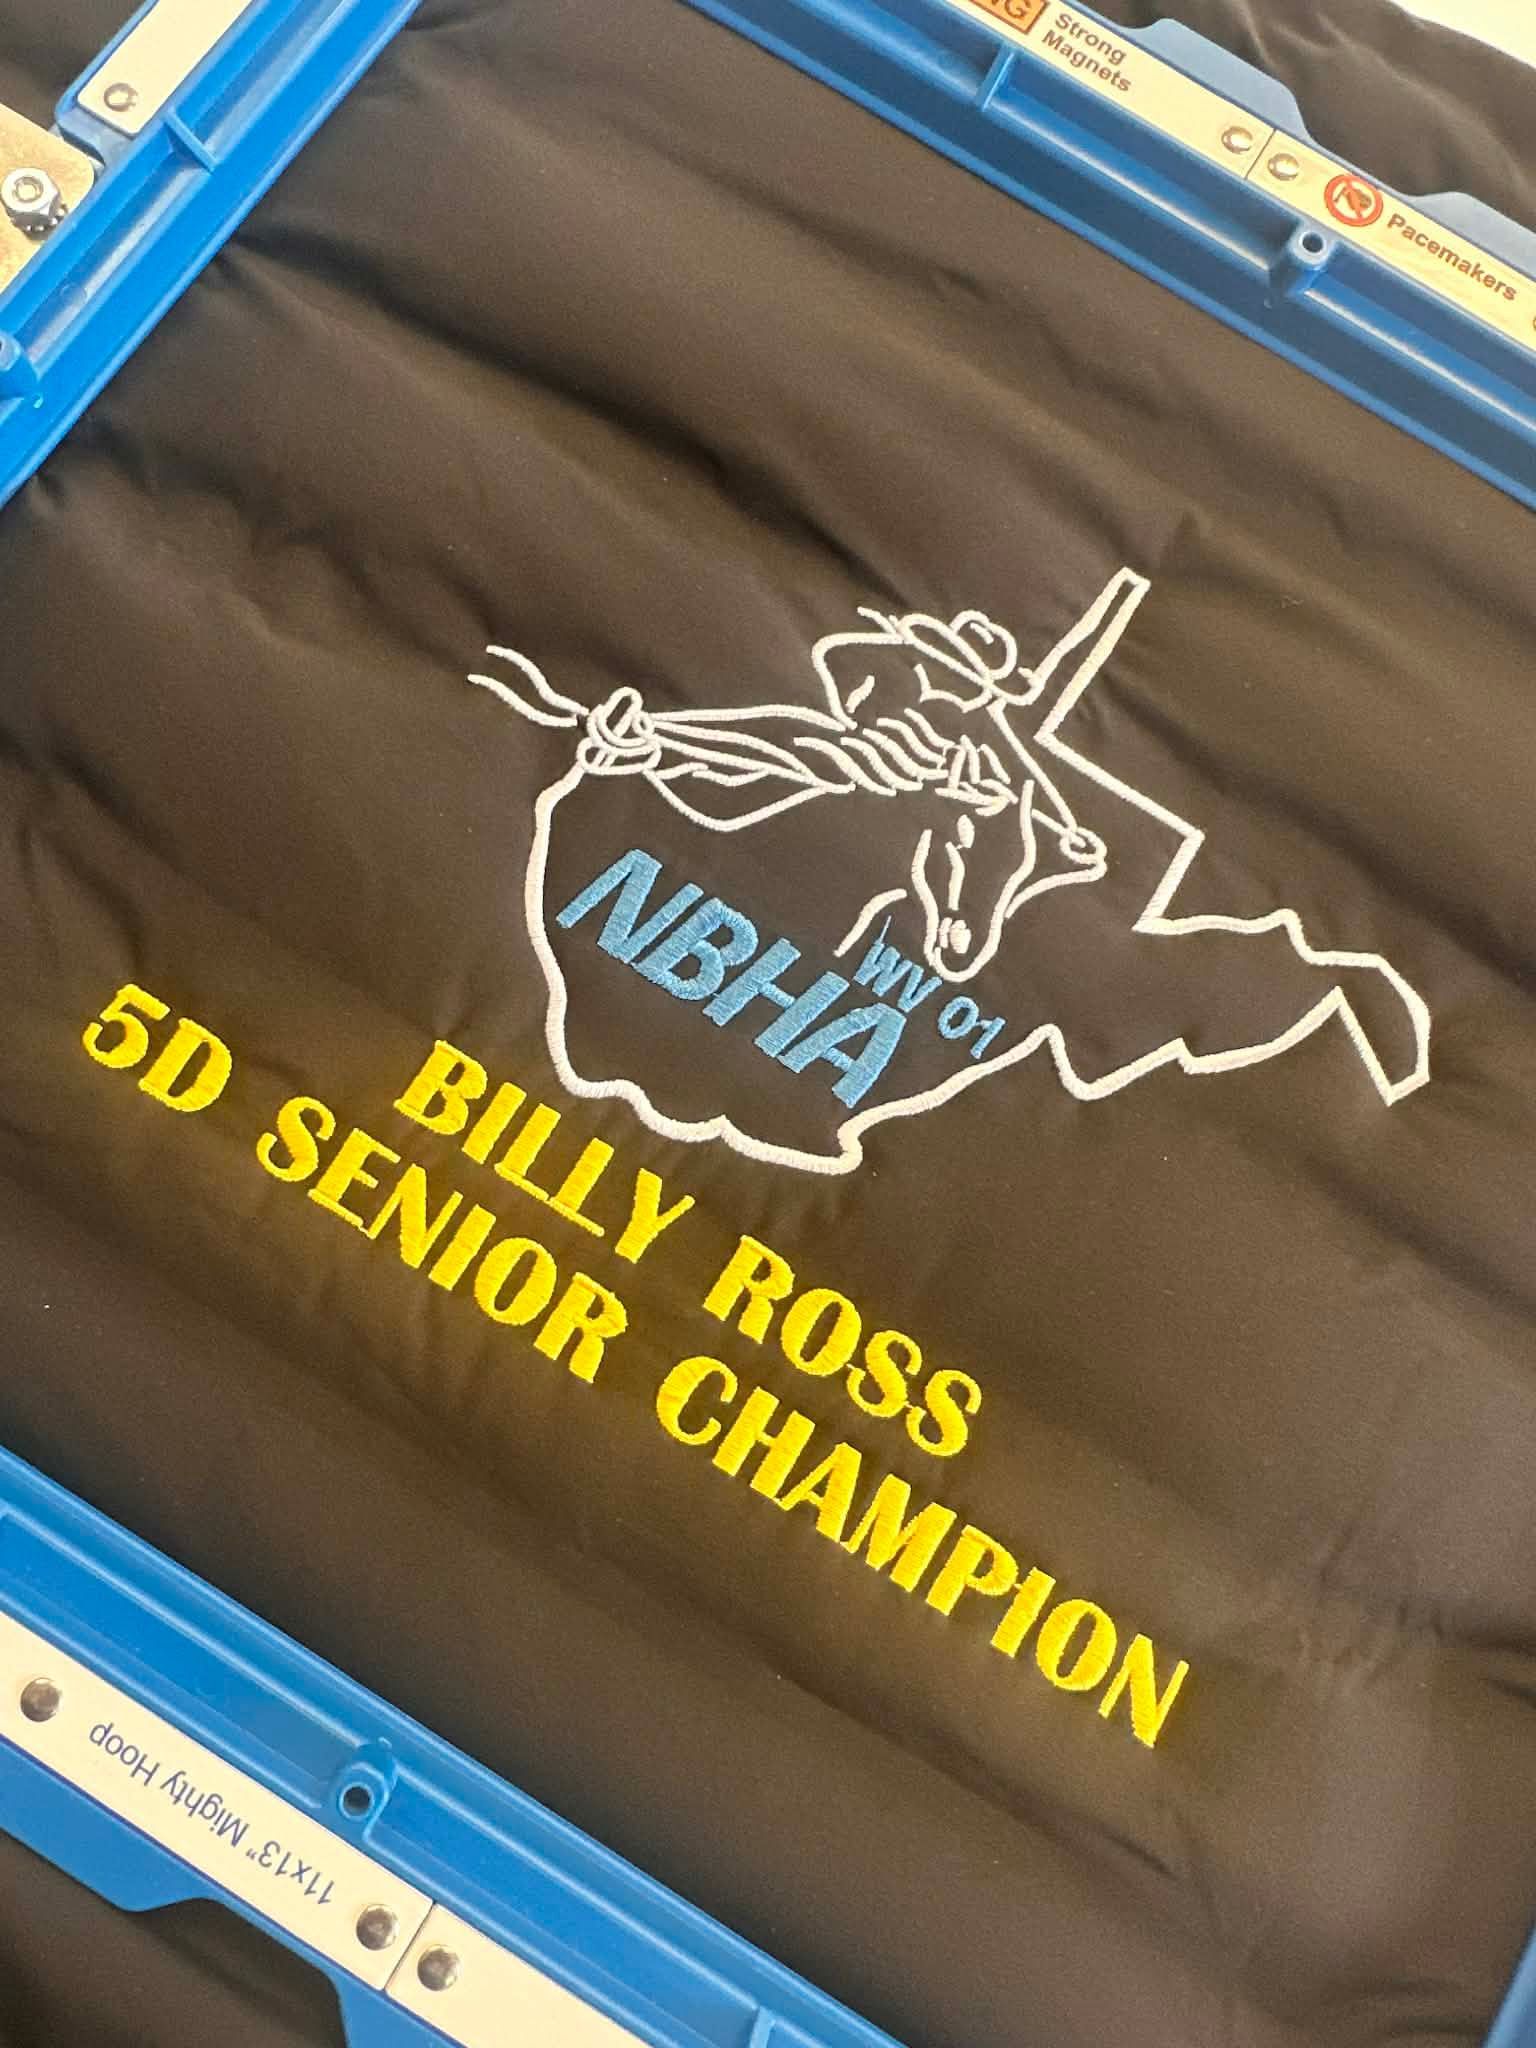 Strong
Magnets
Pacemakers
NBHA
WV 01
BILLY ROSS
5D SENIOR CHAMPION
11x13" Mighty Hoop